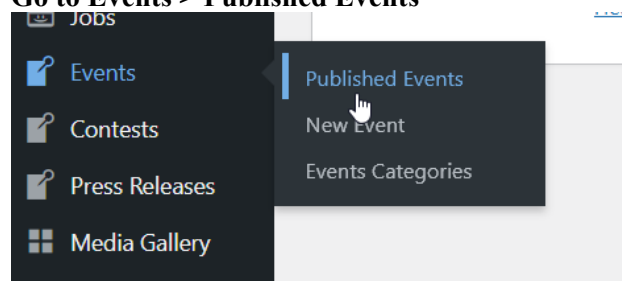 Go to Events > Published Events
Jobs
Events
Published Events
New Event
Contests
Events Categories
Press Releases
Media Gallery